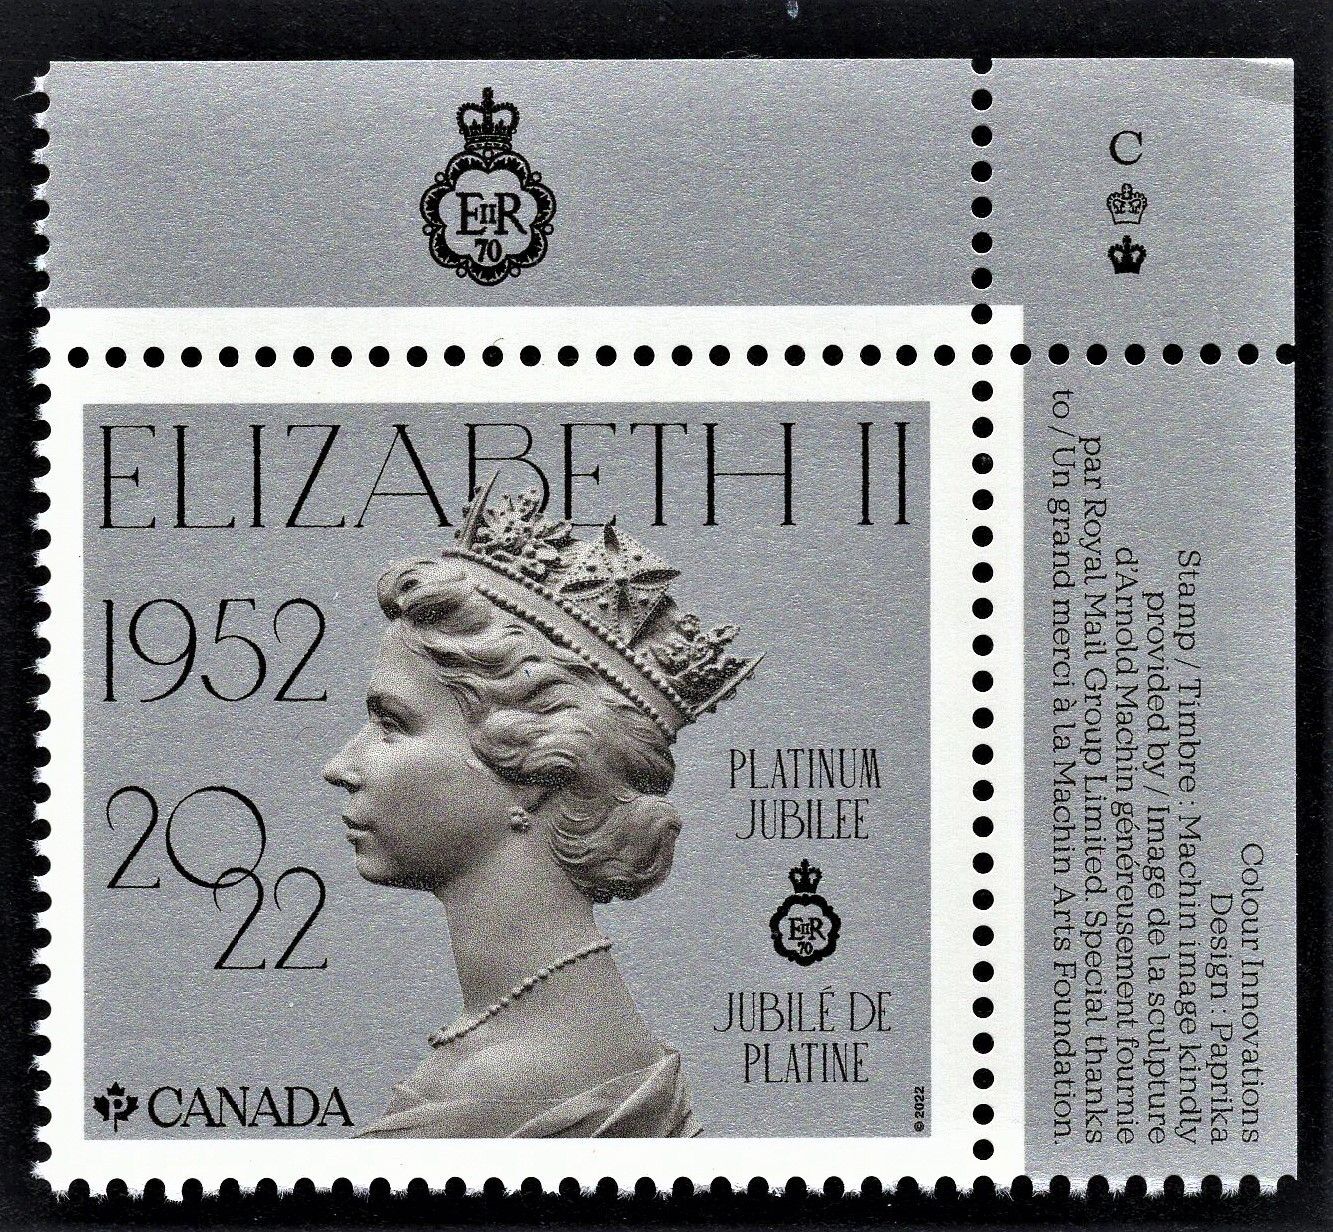 EIIR
70
C
ELIZABETH II
1952
2022
PLATINUM
JUBILEE
EIIR
70
JUBILÉ DE
PLATINE
P CANADA
© 2022
Colour Innovations
Design : Paprika
Stamp / Timbre : Machin image kindly
provided by / Image de la sculpture
d'Arnold Machin généreusement fournie
par Royal Mail Group Limited. Special thanks
to / Un grand merci à la Machin Arts Foundation.